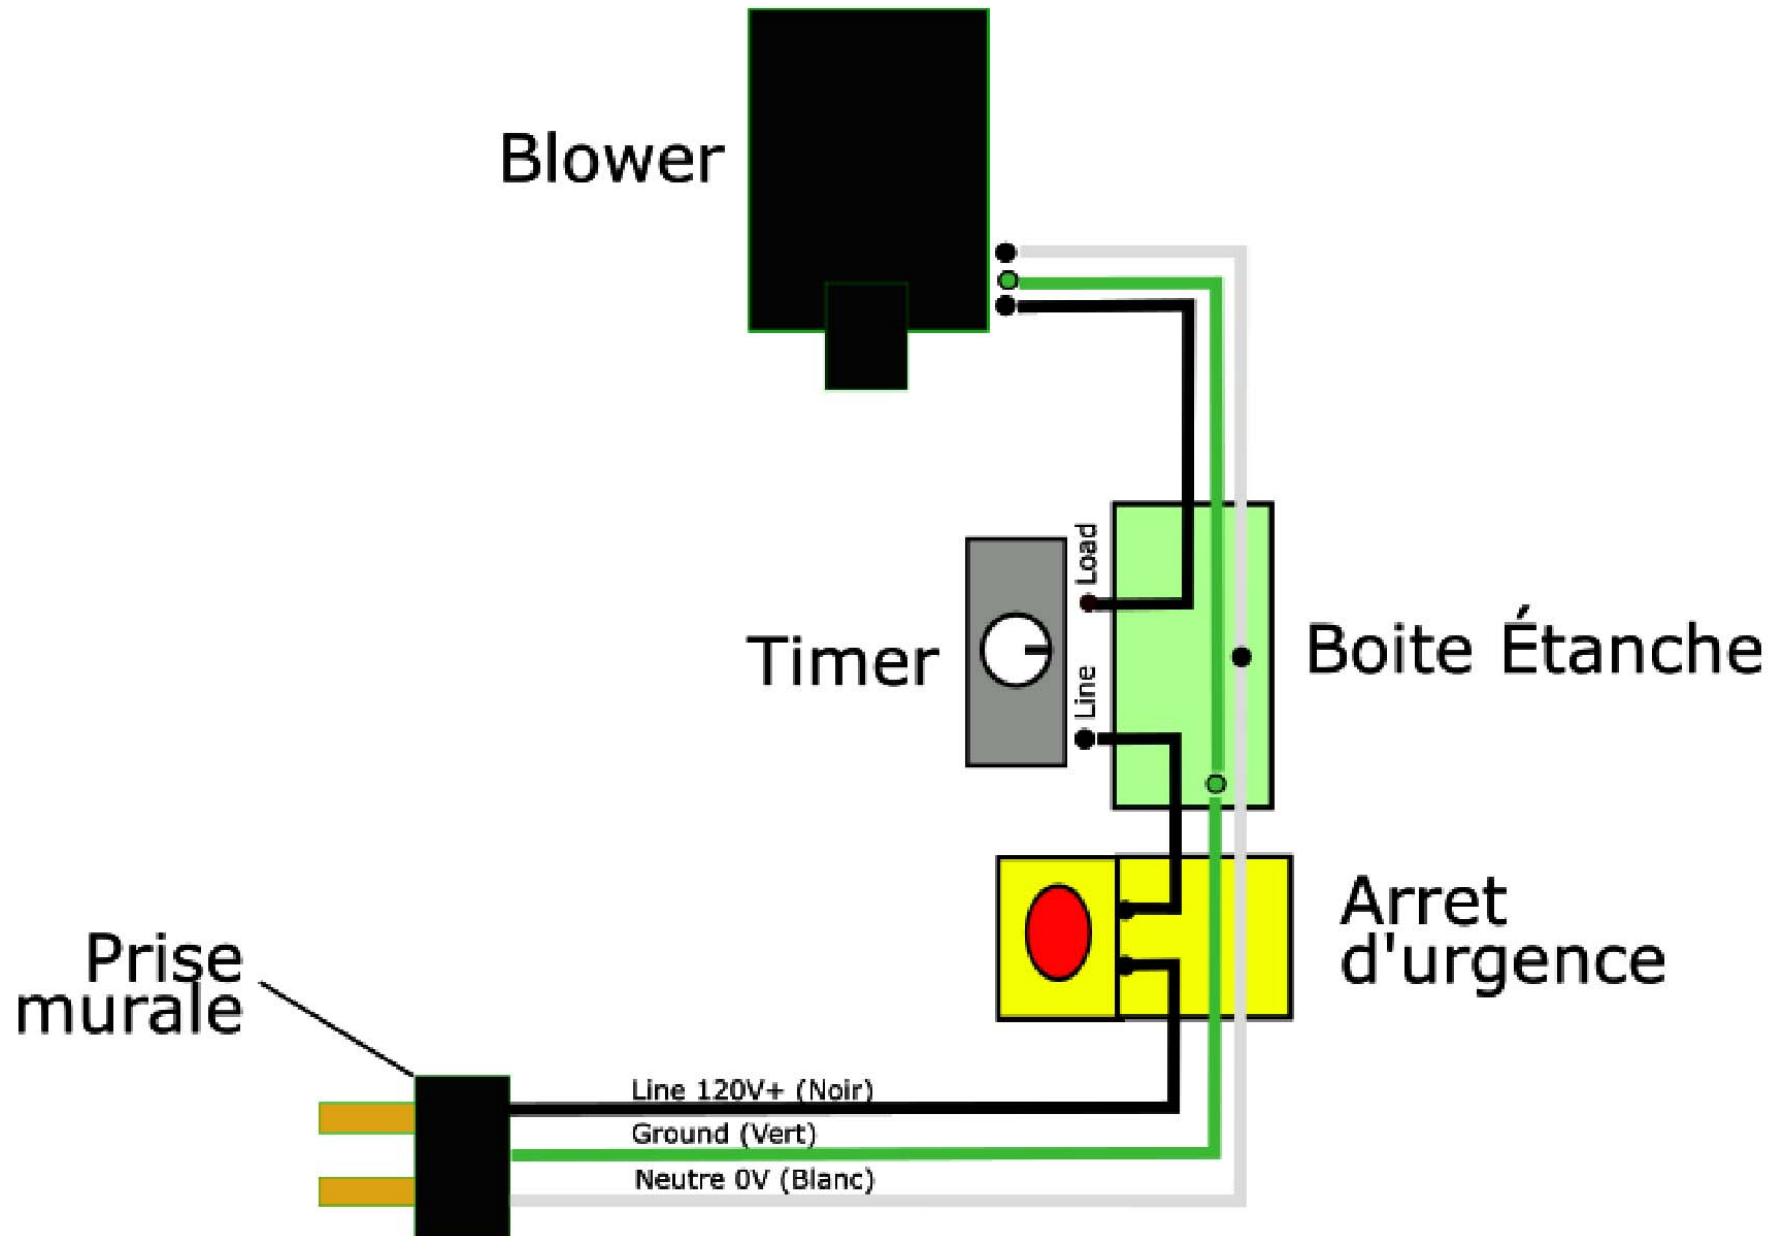 Blower
Load
Timer
Line
Boite Étanche
Arret
d'urgence
Prise
murale
Line 120V+ (Noir)
Ground (Vert)
Neutre 0V (Blanc)